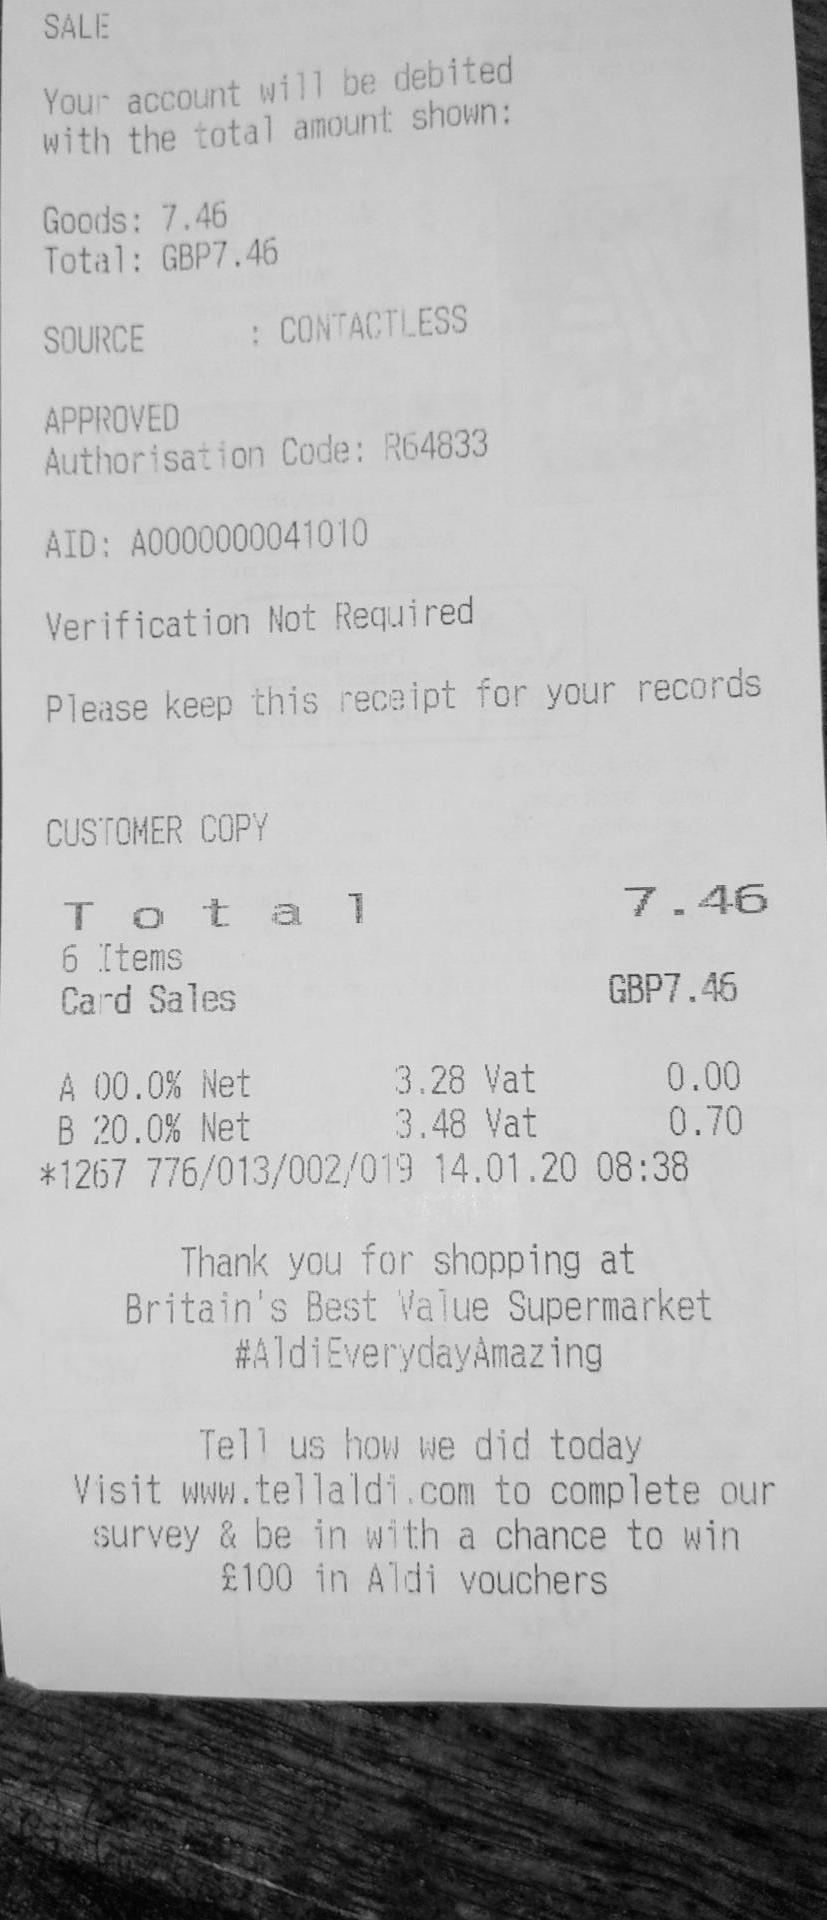 SALE
Your account will be debited
with the total amount shown:
Goods: 7.46
Total: GBP7.46
SOURCE : CONTACTLESS
APPROVED
Authorisation Code: R64833
AID: A0000000041010
Verification Not Required
Please keep this receipt for your records
CUSTOMER COPY
Total 7.46
6 Items
Card Sales GBP7.46
A 00.0% Net 3.28 Vat 0.00
B 20.0% Net 3.48 Vat 0.70
*1267 776/013/002/019 14.01.20 08:38
Thank you for shopping at
Britain's Best Value Supermarket
#AldiEverydayAmazing
Tell us how we did today
Visit www.tellaldi.com to complete our
survey & be in with a chance to win
£100 in Aldi vouchers